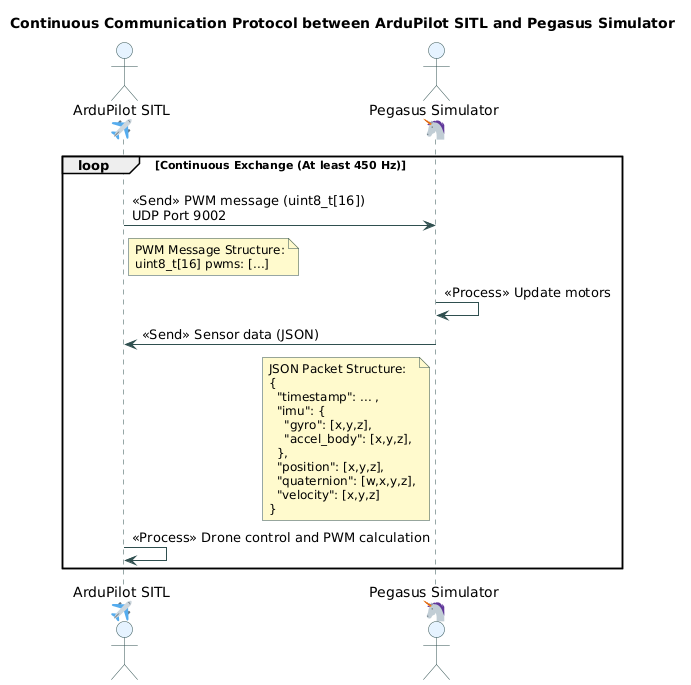 Continuous Communication Protocol between ArduPilot SITL and Pegasus Simulator
ArduPilot SITL
Pegasus Simulator
loop
[Continuous Exchange (At least 450 Hz)]
«Send» PWM message (uint8_t[16])
UDP Port 9002
PWM Message Structure:
uint8_t[16] pwms: [...]
«Process» Update motors
«Send» Sensor data (JSON)
JSON Packet Structure:
{
  "timestamp": ... ,
  "imu": {
    "gyro": [x,y,z],
    "accel_body": [x,y,z],
  },
  "position": [x,y,z],
  "quaternion": [w,x,y,z],
  "velocity": [x,y,z]
}
«Process» Drone control and PWM calculation
ArduPilot SITL
Pegasus Simulator